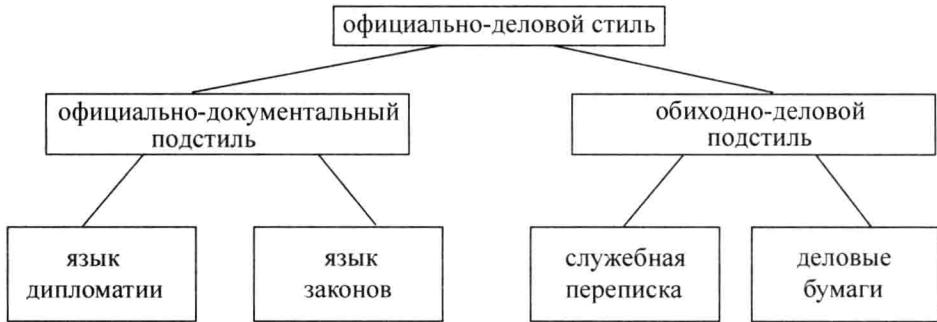 официально-деловой стиль
официально-документальный
подстиль
обиходно-деловой
подстиль
язык
дипломатии
язык
законов
служебная
переписка
деловые
бумаги